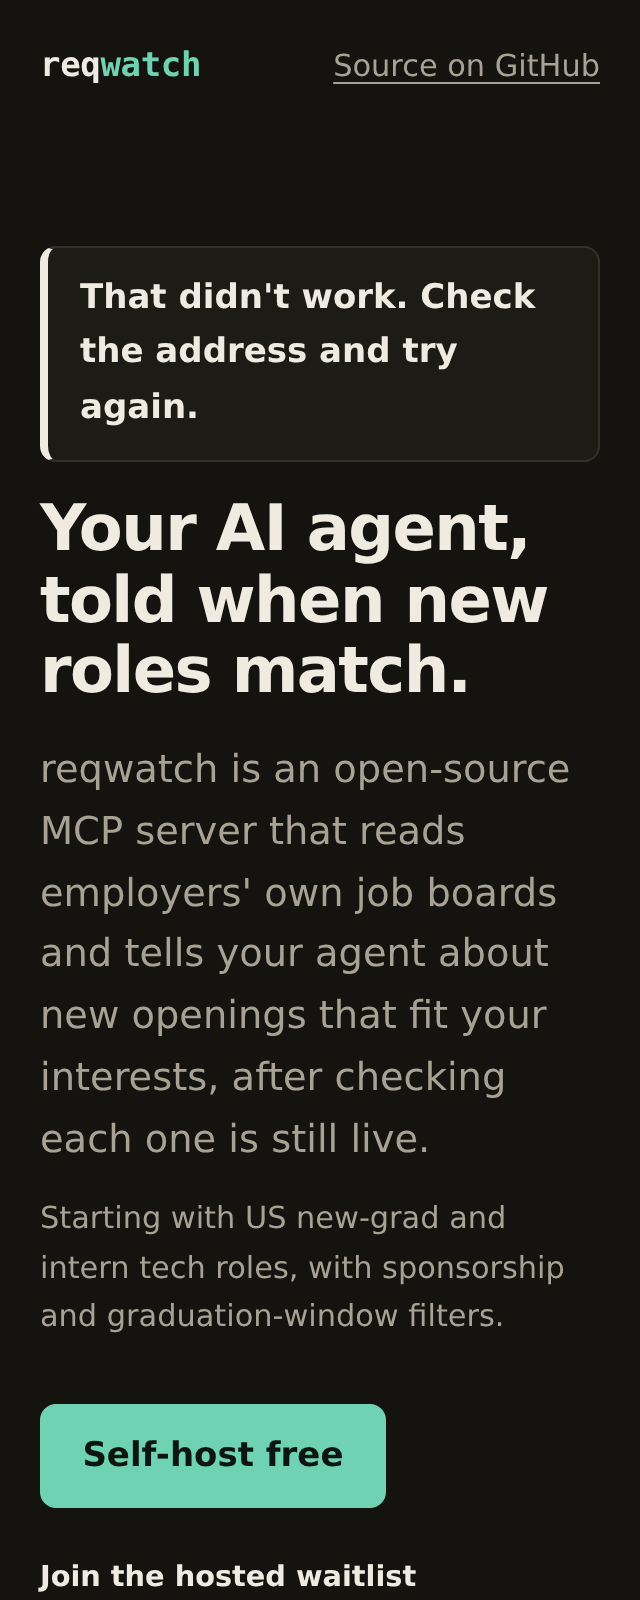 reqwatch Source on GitHub
That didn't work. Check
the address and try
again.
Your AI agent,
told when new
roles match.
reqwatch is an open-source
MCP server that reads
employers' own job boards
and tells your agent about
new openings that fit your
interests, after checking
each one is still live.
Starting with US new-grad and
intern tech roles, with sponsorship
and graduation-window filters.
Self-host free
Join the hosted waitlist